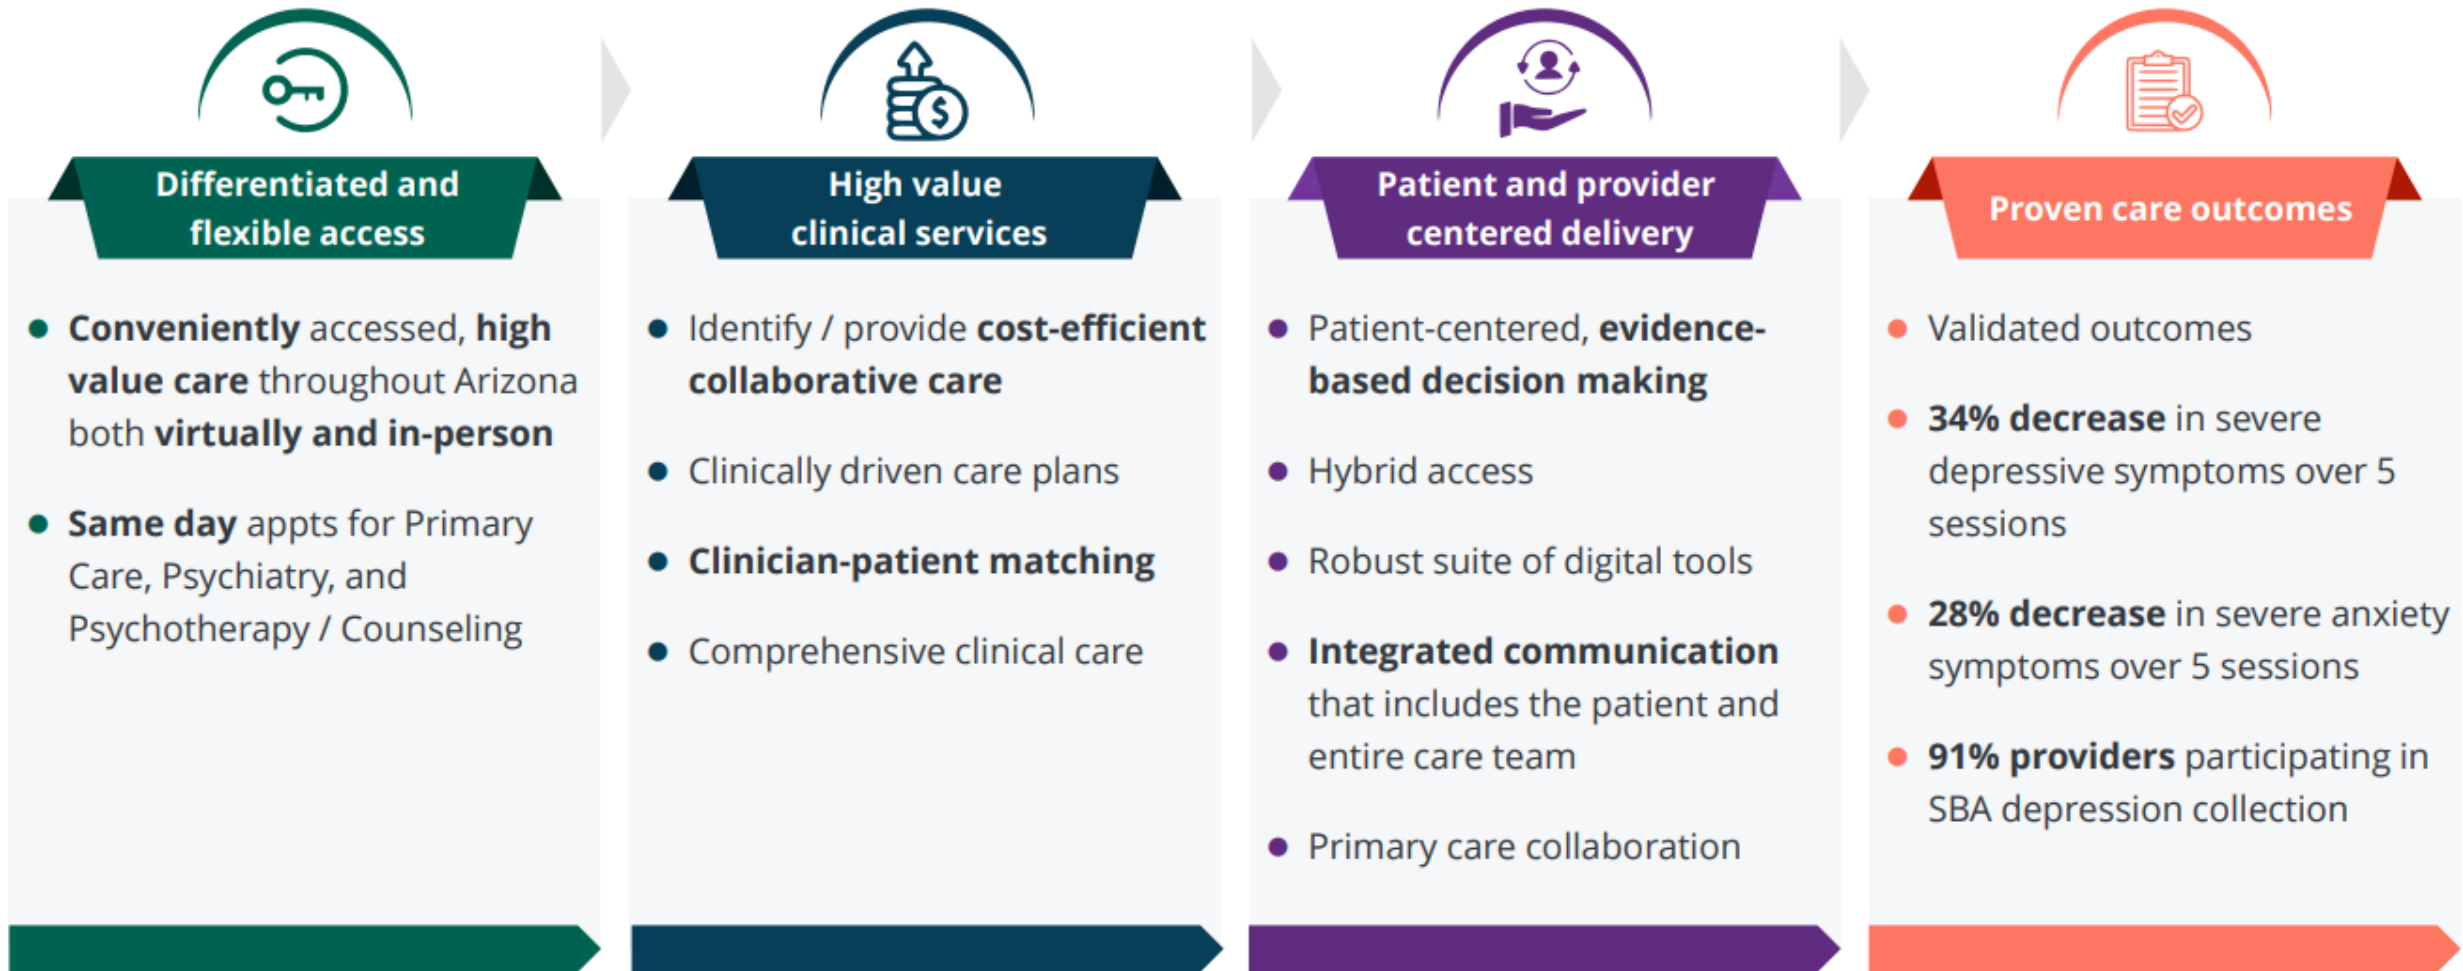 Differentiated and
flexible access
Conveniently accessed, high
value care throughout Arizona
both virtually and in-person
Same day appts for Primary
Care, Psychiatry, and
Psychotherapy / Counseling
$
High value
clinical services
Identify / provide cost-efficient
collaborative care
Clinically driven care plans
Clinician-patient matching
Comprehensive clinical care
Patient and provider
centered delivery
Patient-centered, evidence-
based decision making
Hybrid access
Robust suite of digital tools
Integrated communication
that includes the patient and
entire care team
Primary care collaboration
Proven care outcomes
Validated outcomes
34% decrease in severe
depressive symptoms over 5
sessions
28% decrease in severe anxiety
symptoms over 5 sessions
91% providers participating in
SBA depression collection